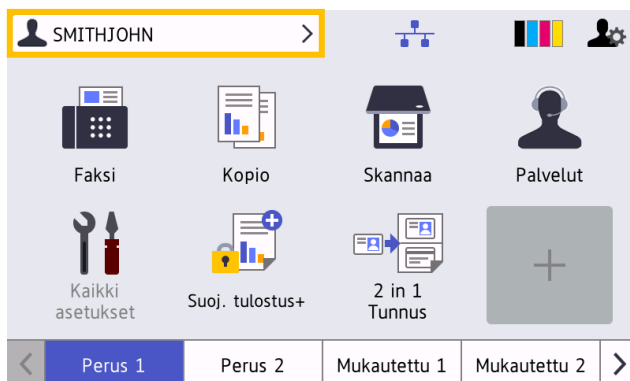 SMITHJOHN
Faksi
Kopio
Skannaa
Palvelut
Kaikki
asetukset
Suoj. tulostus+
2 in 1
Tunnus
Perus 1
Perus 2
Mukautettu 1
Mukautettu 2